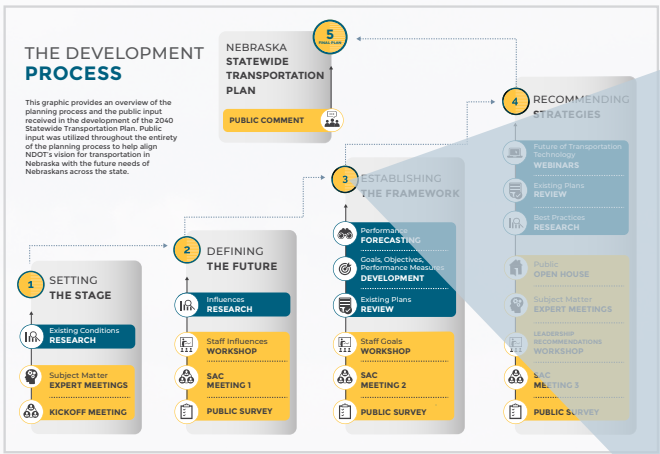 THE DEVELOPMENT
PROCESS
This graphic provides an overview of the
planning process and the public input
received in the development of the 2040
Statewide Transportation Plan. Public
input was utilized throughout the entirety
of the planning process to help align
NDOT's vision for transportation in
Nebraska with the future needs of
Nebraskans across the state.
1
SETTING
THE STAGE
Existing Conditions
RESEARCH
Subject Matter
EXPERT MEETINGS
KICKOFF MEETING
2
DEFINING
THE FUTURE
Influences
RESEARCH
Staff Influences
WORKSHOP
SAC
MEETING 1
PUBLIC SURVEY
3
ESTABLISHING
THE FRAMEWORK
Performance
FORECASTING
Goals, Objectives,
Performance Measures
DEVELOPMENT
Existing Plans
REVIEW
Staff Goals
WORKSHOP
SAC
MEETING 2
PUBLIC SURVEY
4
RECOMMENDING
STRATEGIES
Future of Transportation
Technology
WEBINARS
Existing Plans
REVIEW
Best Practices
RESEARCH
Public
OPEN HOUSE
Subject Matter
EXPERT MEETINGS
LEADERSHIP
RECOMMENDATIONS
WORKSHOP
SAC
MEETING 3
PUBLIC SURVEY
5
FINAL PLAN
NEBRASKA
STATEWIDE
TRANSPORTATION
PLAN
PUBLIC COMMENT